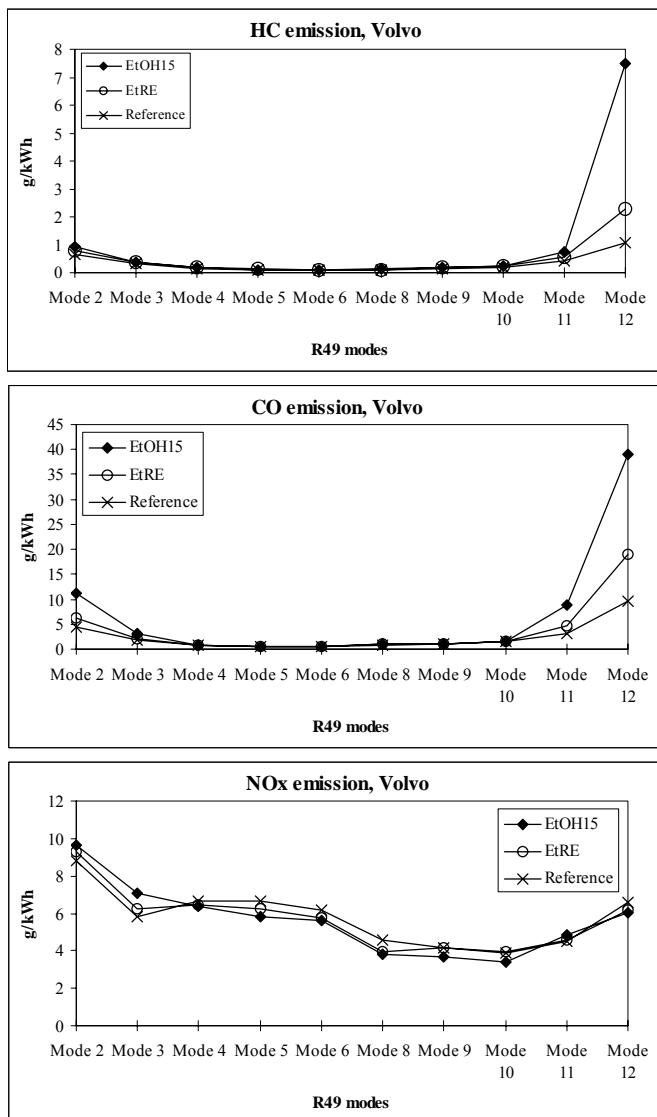 HC emission, Volvo
8
7
6
5
4
3
2
1
0
g/kWh
EtOH15
EtRE
Reference
Mode 2 Mode 3 Mode 4 Mode 5 Mode 6 Mode 8 Mode 9 Mode 10 Mode 11 Mode 12
R49 modes
CO emission, Volvo
45
40
35
30
25
20
15
10
5
0
g/kWh
EtOH15
EtRE
Reference
Mode 2 Mode 3 Mode 4 Mode 5 Mode 6 Mode 8 Mode 9 Mode 10 Mode 11 Mode 12
R49 modes
NOx emission, Volvo
12
10
8
6
4
2
0
g/kWh
EtOH15
EtRE
Reference
Mode 2 Mode 3 Mode 4 Mode 5 Mode 6 Mode 8 Mode 9 Mode 10 Mode 11 Mode 12
R49 modes